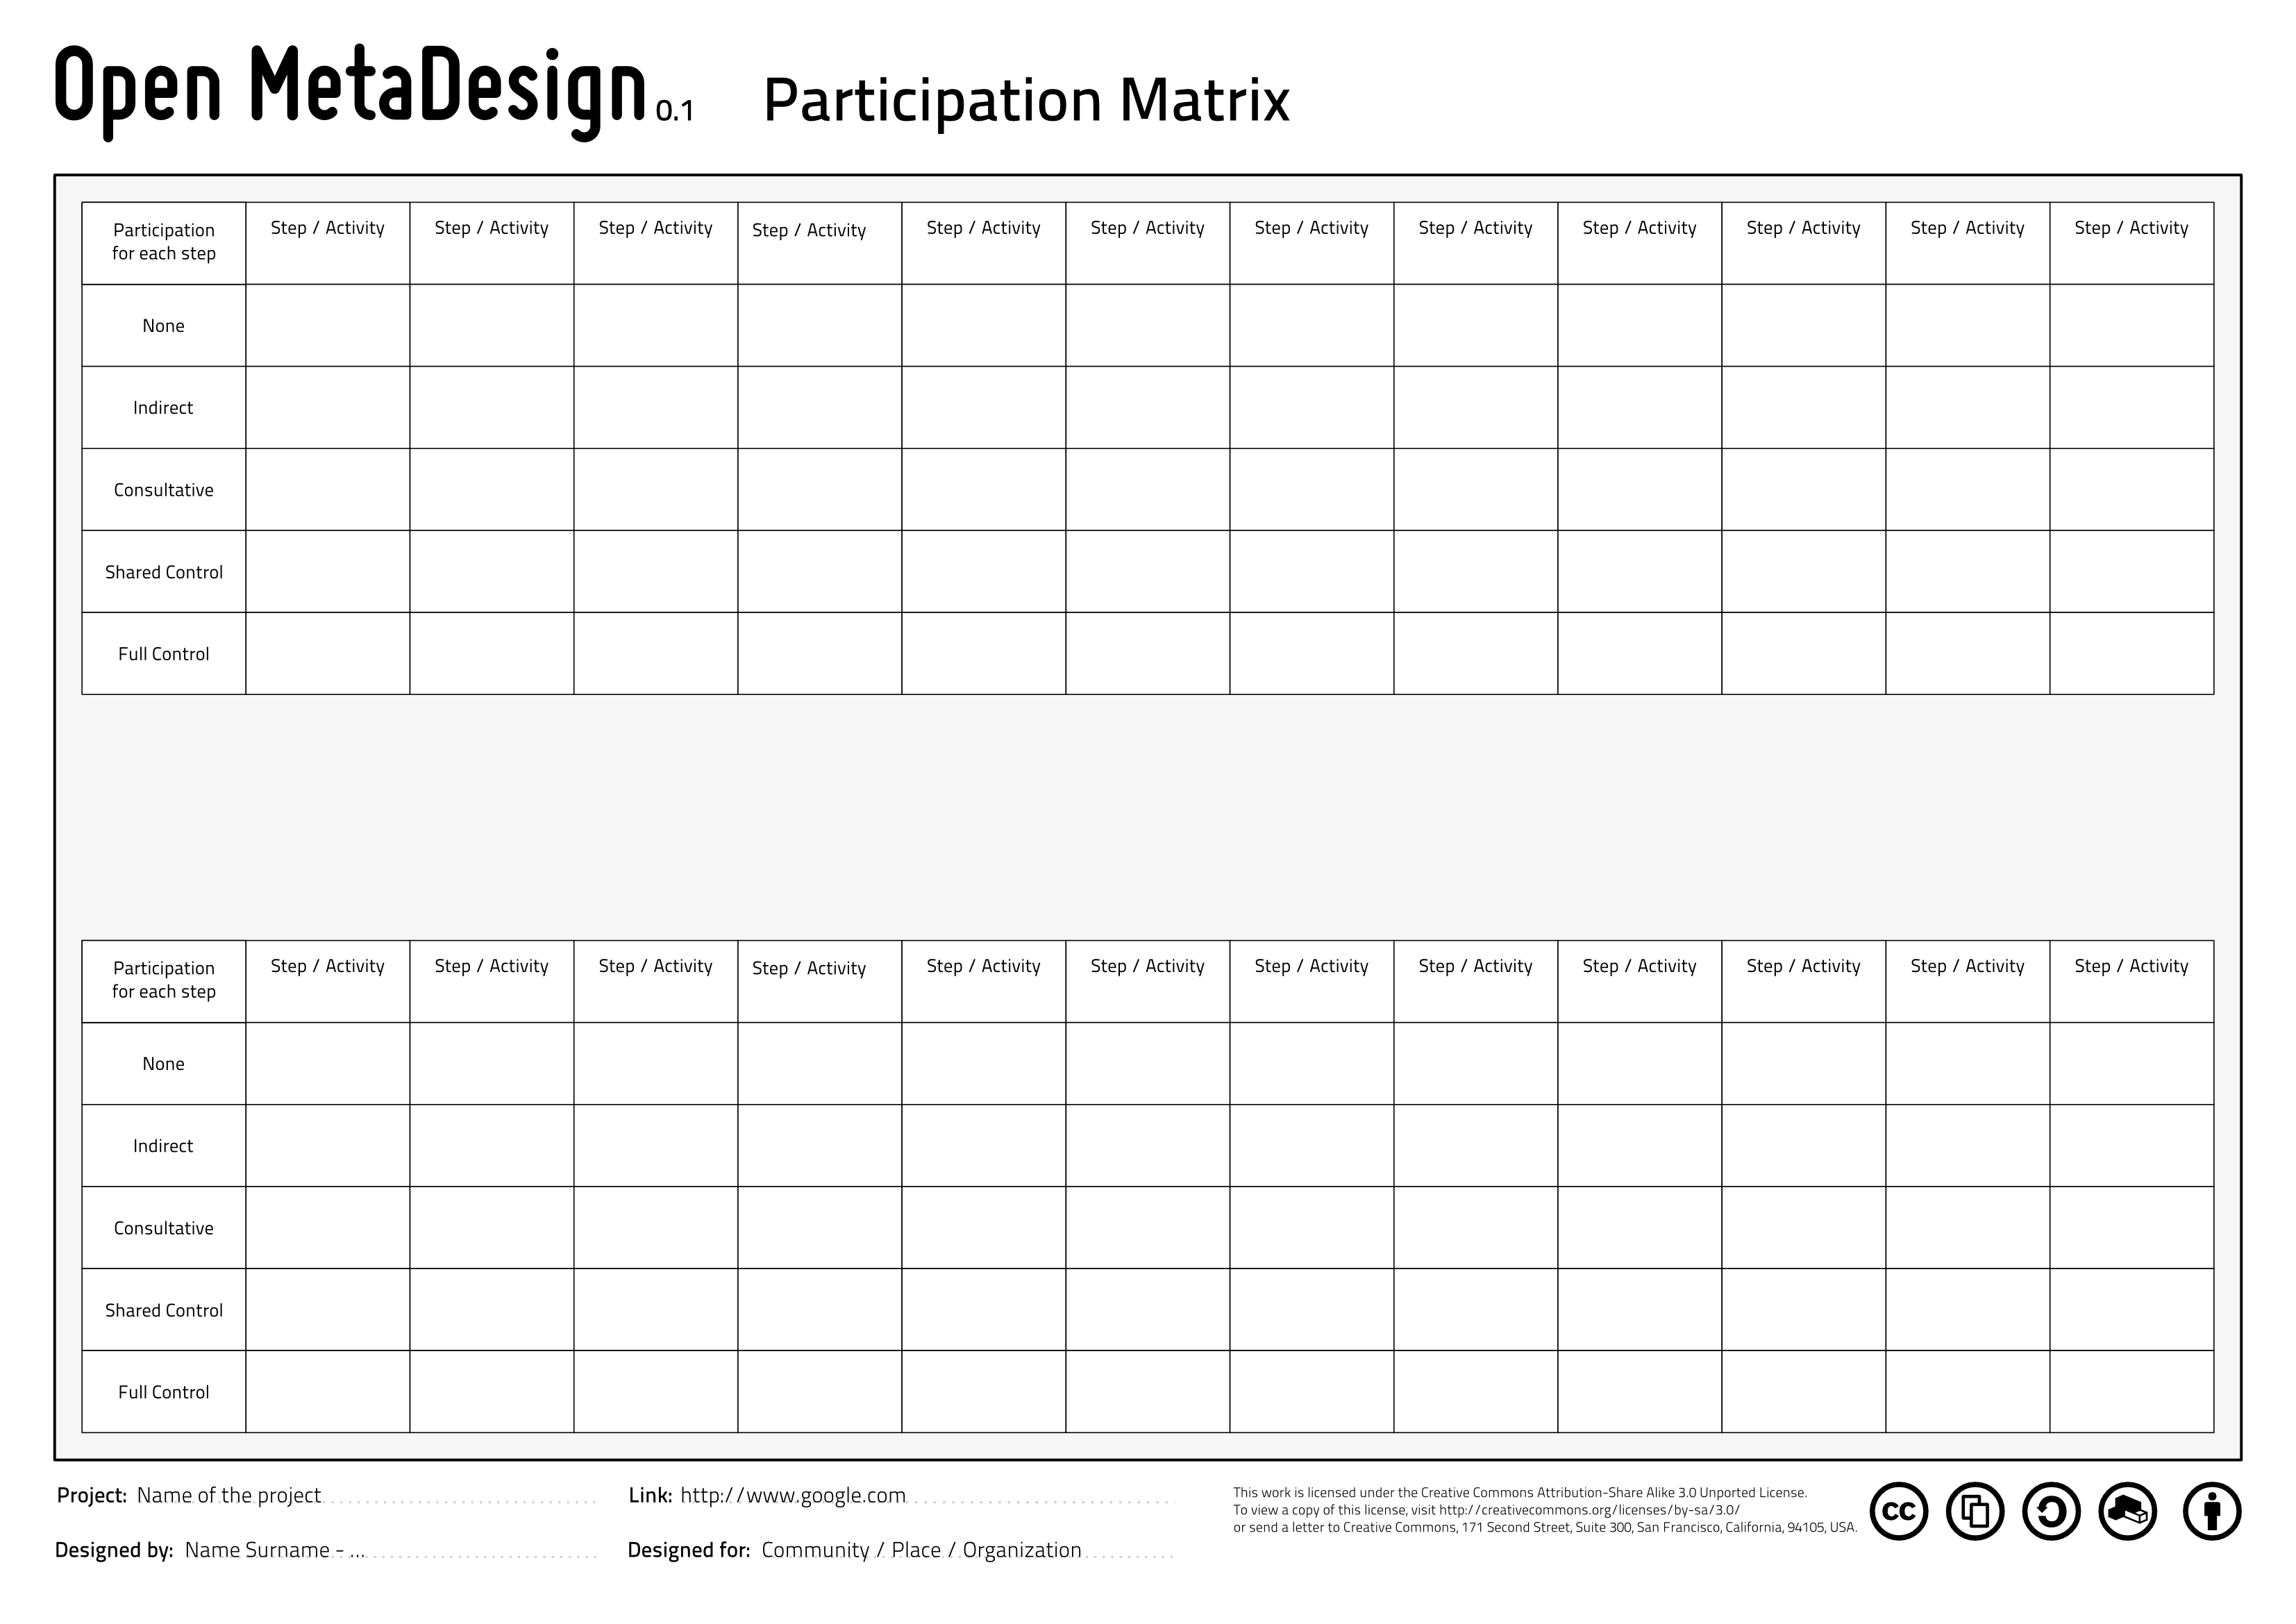 Open MetaDesign 0.1 Participation Matrix
Participation
for each step
Step / Activity Step / Activity Step / Activity Step / Activity Step / Activity Step / Activity Step / Activity Step / Activity Step / Activity Step / Activity Step / Activity Step / Activity
None
Indirect
Consultative
Shared Control
Full Control
Participation
for each step
Step / Activity Step / Activity Step / Activity Step / Activity Step / Activity Step / Activity Step / Activity Step / Activity Step / Activity Step / Activity Step / Activity Step / Activity
None
Indirect
Consultative
Shared Control
Full Control
Project: Name of the project
Designed by: Name Surname - ...
Link: http://www.google.com
Designed for: Community / Place / Organization
This work is licensed under the Creative Commons Attribution-Share Alike 3.0 Unported License.
To view a copy of this license, visit http://creativecommons.org/licenses/by-sa/3.0/
or send a letter to Creative Commons, 171 Second Street, Suite 300, San Francisco, California, 94105, USA.
cc